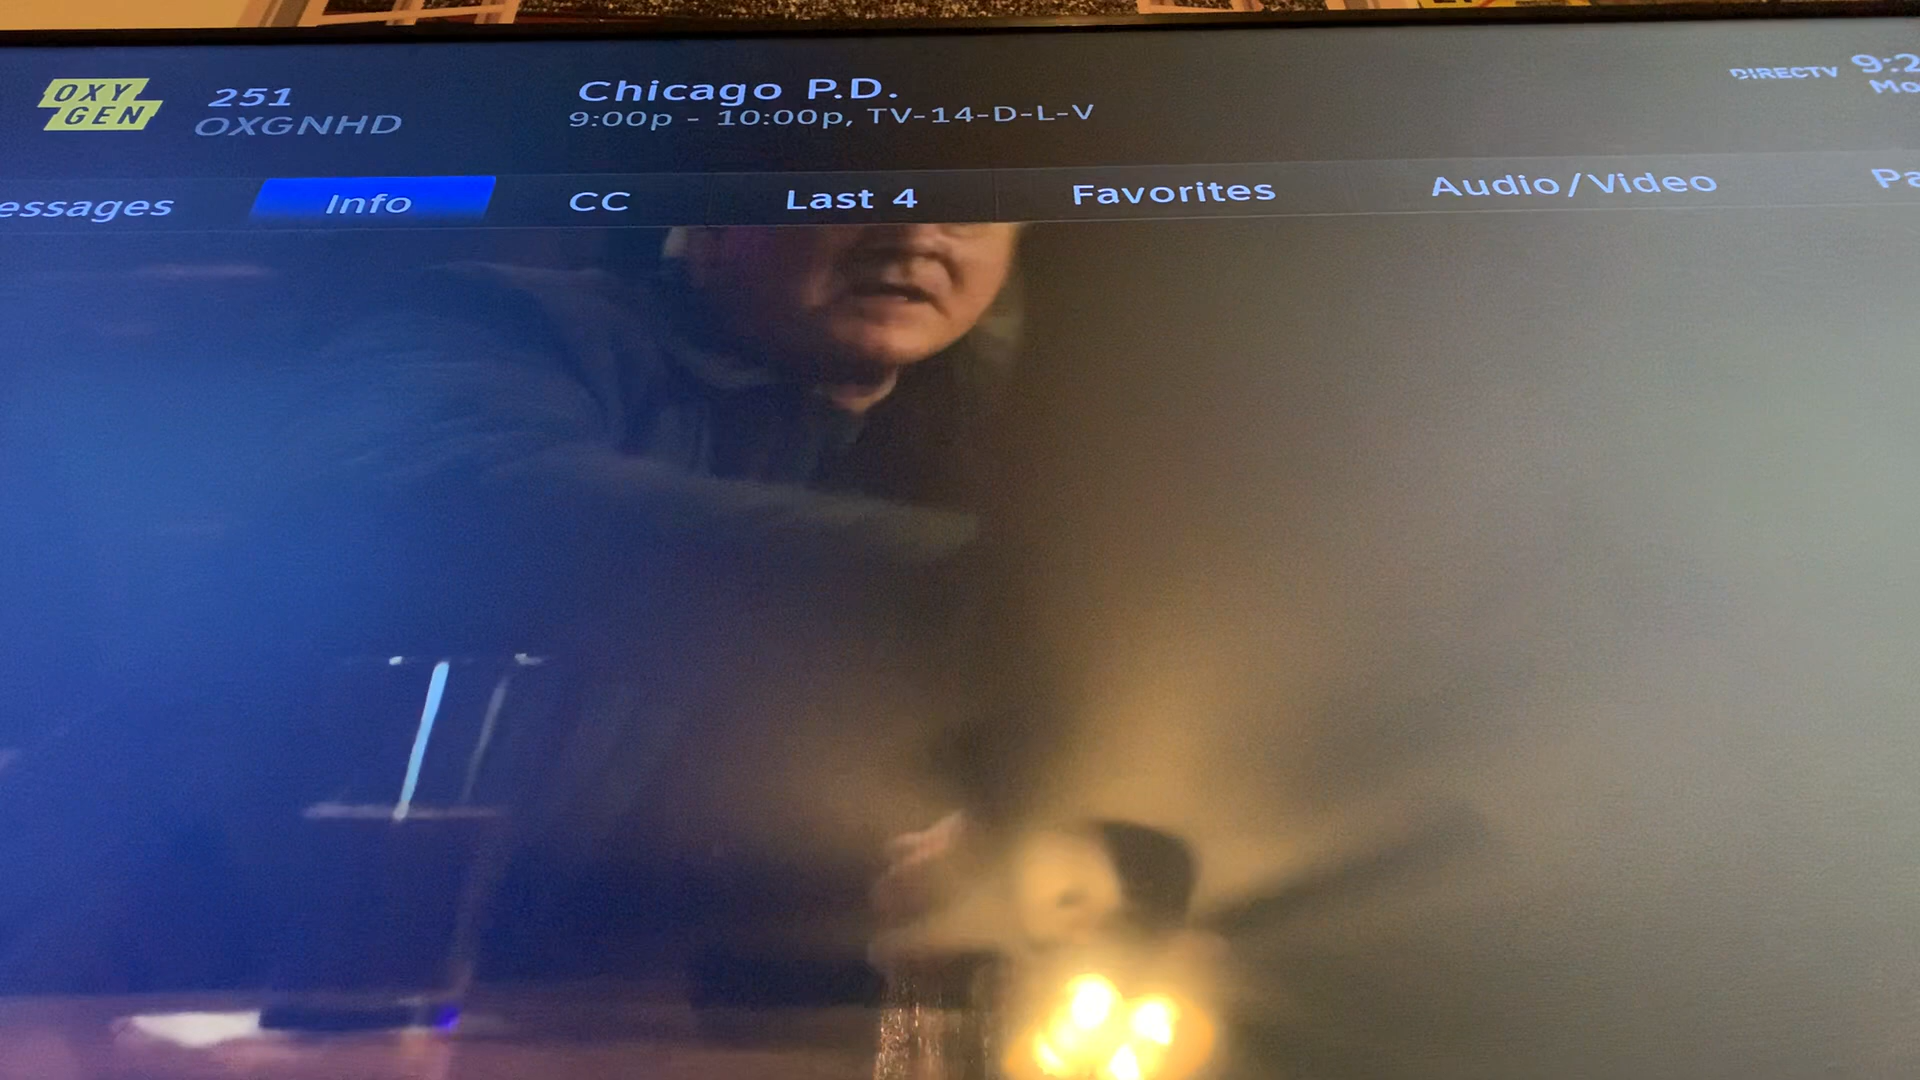 OXY
GEN
251
OXGNHD
Chicago P.D.
9:00p - 10:00p, TV-14-D-L-V
DIRECTV
Info
CC
Last 4
Favorites
Audio/Video